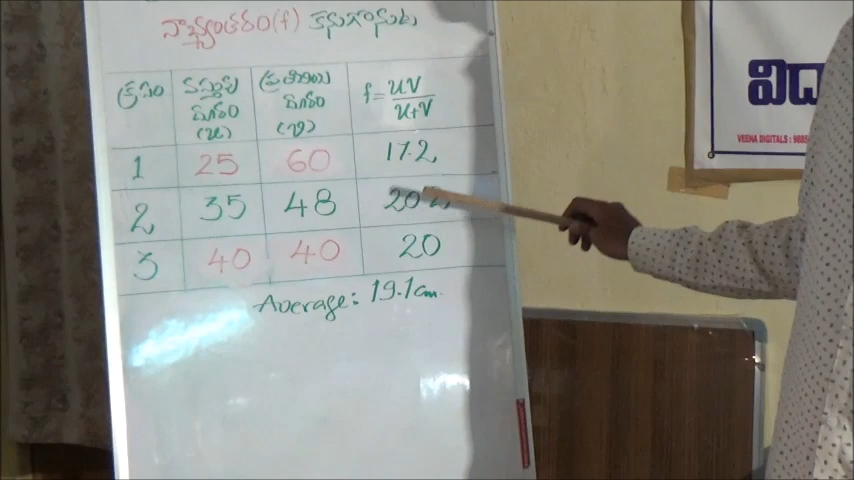 నాభ్యంతరం(f) కనుగొనుట
క్రమ వస్తువు ప్రతిబింబ f = uv/u+v
దూరం దూరం
(u) (v)
1 25 60 17.2
2 35 48 20
3 40 40 20
Average: 19.1cm.
విద
VEENA DIGITALS :